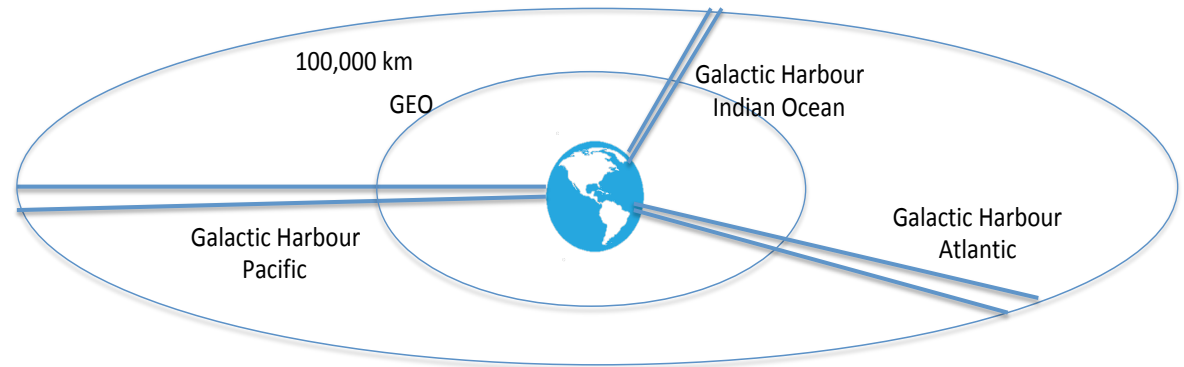 100,000 km
GEO
Galactic Harbour
Indian Ocean
Galactic Harbour
Pacific
Galactic Harbour
Atlantic